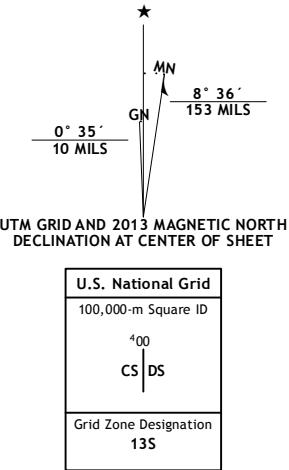 ★
MN
GN
8° 36´
153 MILS
0° 35´
10 MILS
UTM GRID AND 2013 MAGNETIC NORTH
DECLINATION AT CENTER OF SHEET
U.S. National Grid
100,000-m Square ID
⁴00
CS DS
Grid Zone Designation
13S